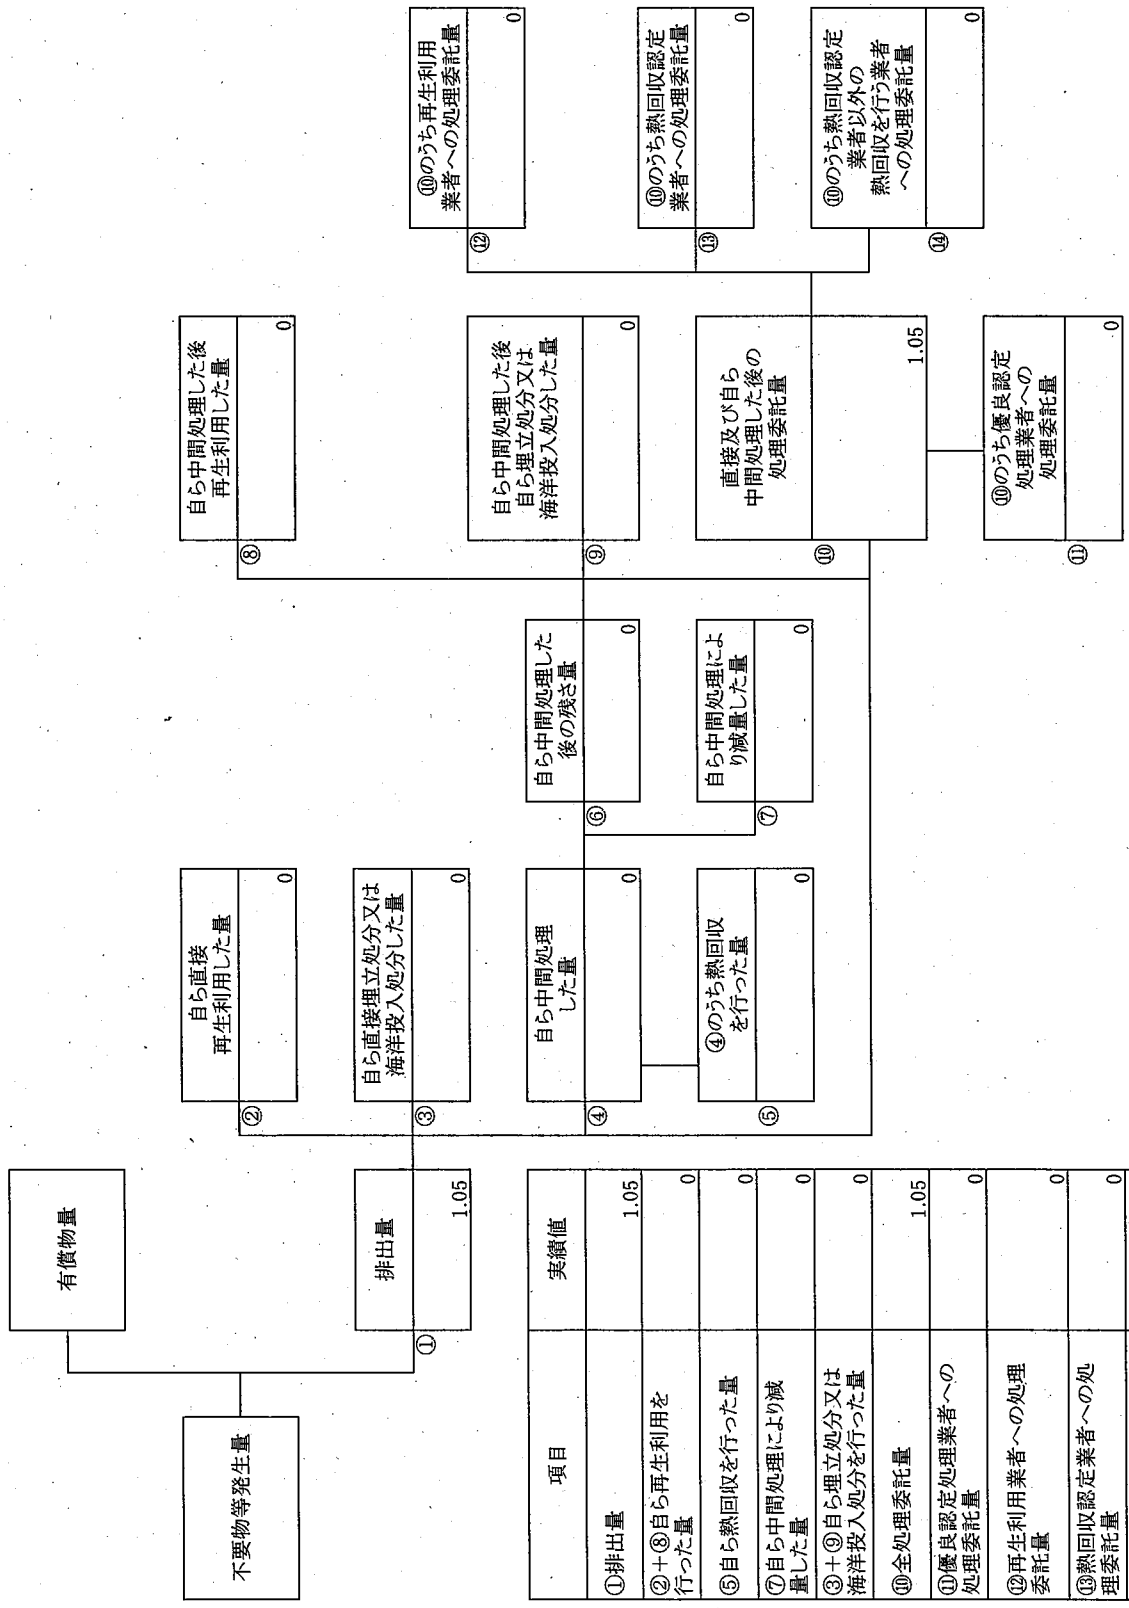 不要物等発生量
有償物量
①
排出量
1.05
②
自ら直接
再生利用した量
0
③
自ら直接埋立処分又は
海洋投入処分した量
0
④
自ら中間処理
した量
0
⑤
④のうち熱回収
を行った量
0
⑥
自ら中間処理した
後の残さ量
0
⑦
自ら中間処理によ
り減量した量
0
⑧
自ら中間処理した後
再生利用した量
0
⑨
自ら中間処理した後
自ら埋立処分又は
海洋投入処分した量
0
⑩
直接及び自ら
中間処理した後の
処理委託量
1.05
⑪
⑩のうち優良認定
処理業者への
処理委託量
0
⑫
⑩のうち再生利用
業者への処理委託量
0
⑬
⑩のうち熱回収認定
業者への処理委託量
0
⑭
⑩のうち熱回収認定
業者以外の
熱回収を行う業者
への処理委託量
0
項目
実績値
①排出量
1.05
②+⑧自ら再生利用を
行った量
0
⑤自ら熱回収を行った量
0
⑦自ら中間処理により減
量した量
0
③+⑨自ら埋立処分又は
海洋投入処分を行った量
0
⑩全処理委託量
1.05
⑪優良認定処理業者への
処理委託量
0
⑫再生利用業者への処理
委託量
0
⑬熱回収認定業者への処
理委託量
0